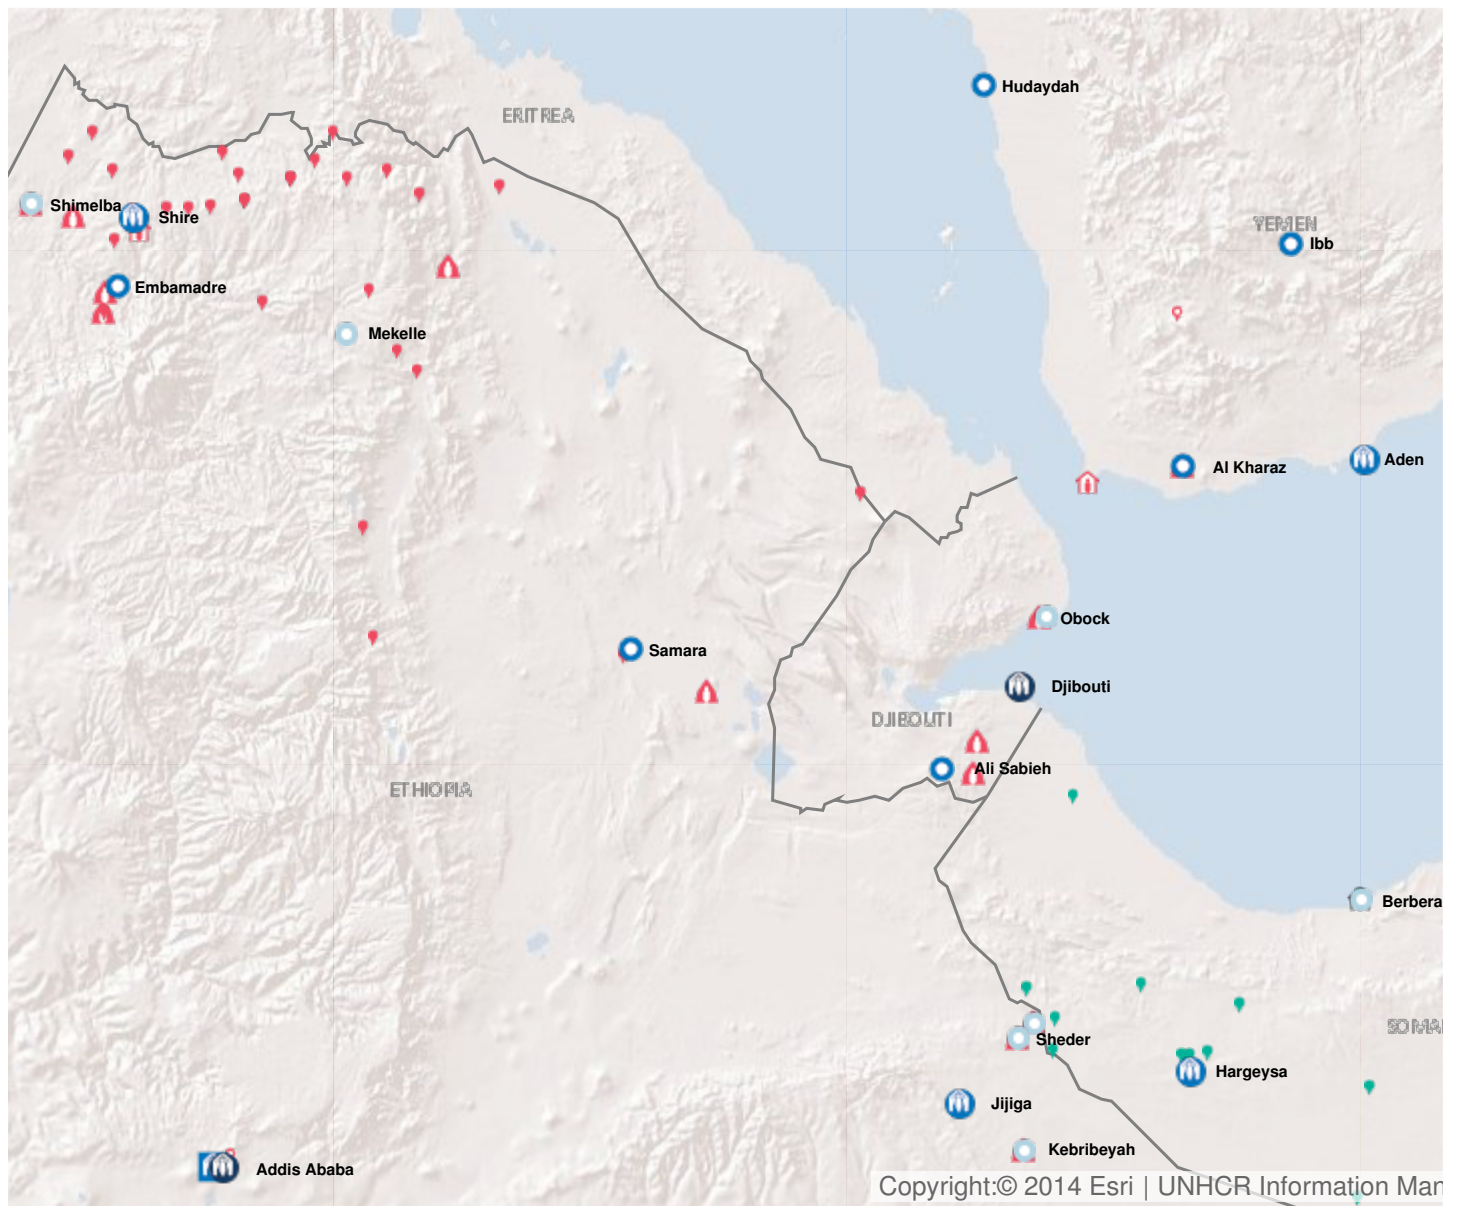 Hudaydah
ERITREA
Shimelba
Shire
YEMEN
Ibb
Embamadre
Mekelle
Aden
Al Kharaz
Obock
Samara
Djibouti
DJIBOUTI
Ali Sabieh
ETHIOPIA
Berbera
SOMA
Sheder
Hargeysa
Jijiga
Kebribeyah
Addis Ababa
Copyright:© 2014 Esri | UNHCR Information Man